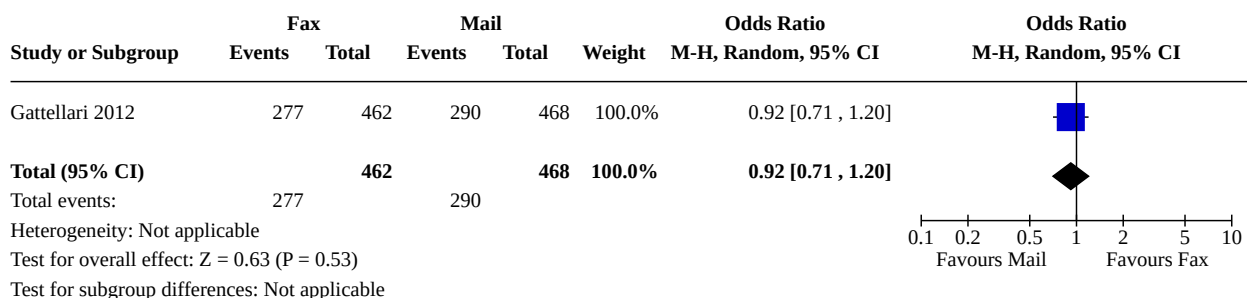 Fax Mail Odds Ratio Odds Ratio
Study or Subgroup Events Total Events Total Weight M-H, Random, 95% CI M-H, Random, 95% CI
Gattellari 2012 277 462 290 468 100.0% 0.92 [0.71 , 1.20]
Total (95% CI) 462 468 100.0% 0.92 [0.71 , 1.20]
Total events: 277 290
Heterogeneity: Not applicable
0.1 0.2 0.5 1 2 5 10
Test for overall effect: Z = 0.63 (P = 0.53) Favours Mail Favours Fax
Test for subgroup differences: Not applicable